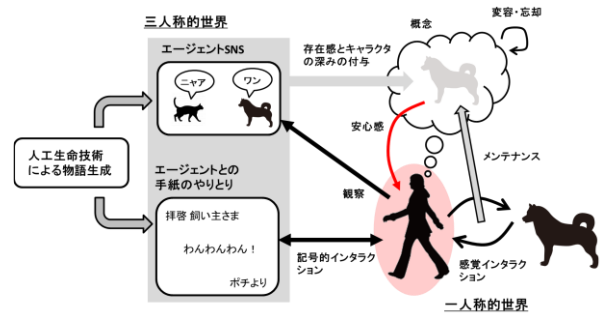 三人称的世界
エージェントSNS
ニャア
ワン
存在感とキャラクタ
の深みの付与
概念
変容・忘却
安心感
メンテナンス
人工生命技術
による物語生成
エージェントとの
手紙のやりとり
観察
拝啓 飼い主さま
わんわんわん！
ポチより
記号的インタラ
クション
感覚インタラク
ション
一人称的世界